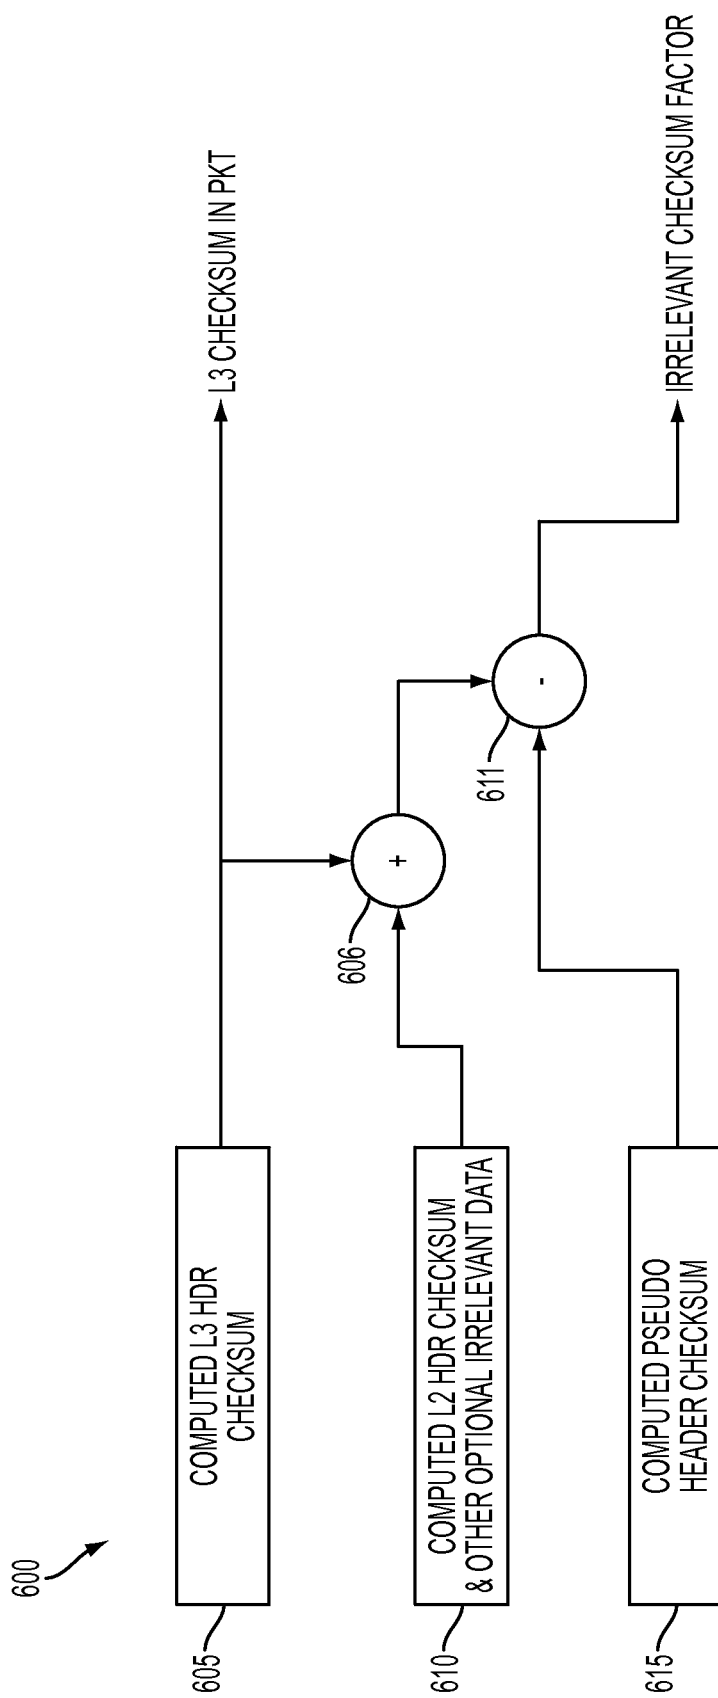 600
605
COMPUTED L3 HDR
CHECKSUM
L3 CHECKSUM IN PKT
606
+
610
COMPUTED L2 HDR CHECKSUM
& OTHER OPTIONAL IRRELEVANT DATA
611
-
615
COMPUTED PSEUDO
HEADER CHECKSUM
IRRELEVANT CHECKSUM FACTOR